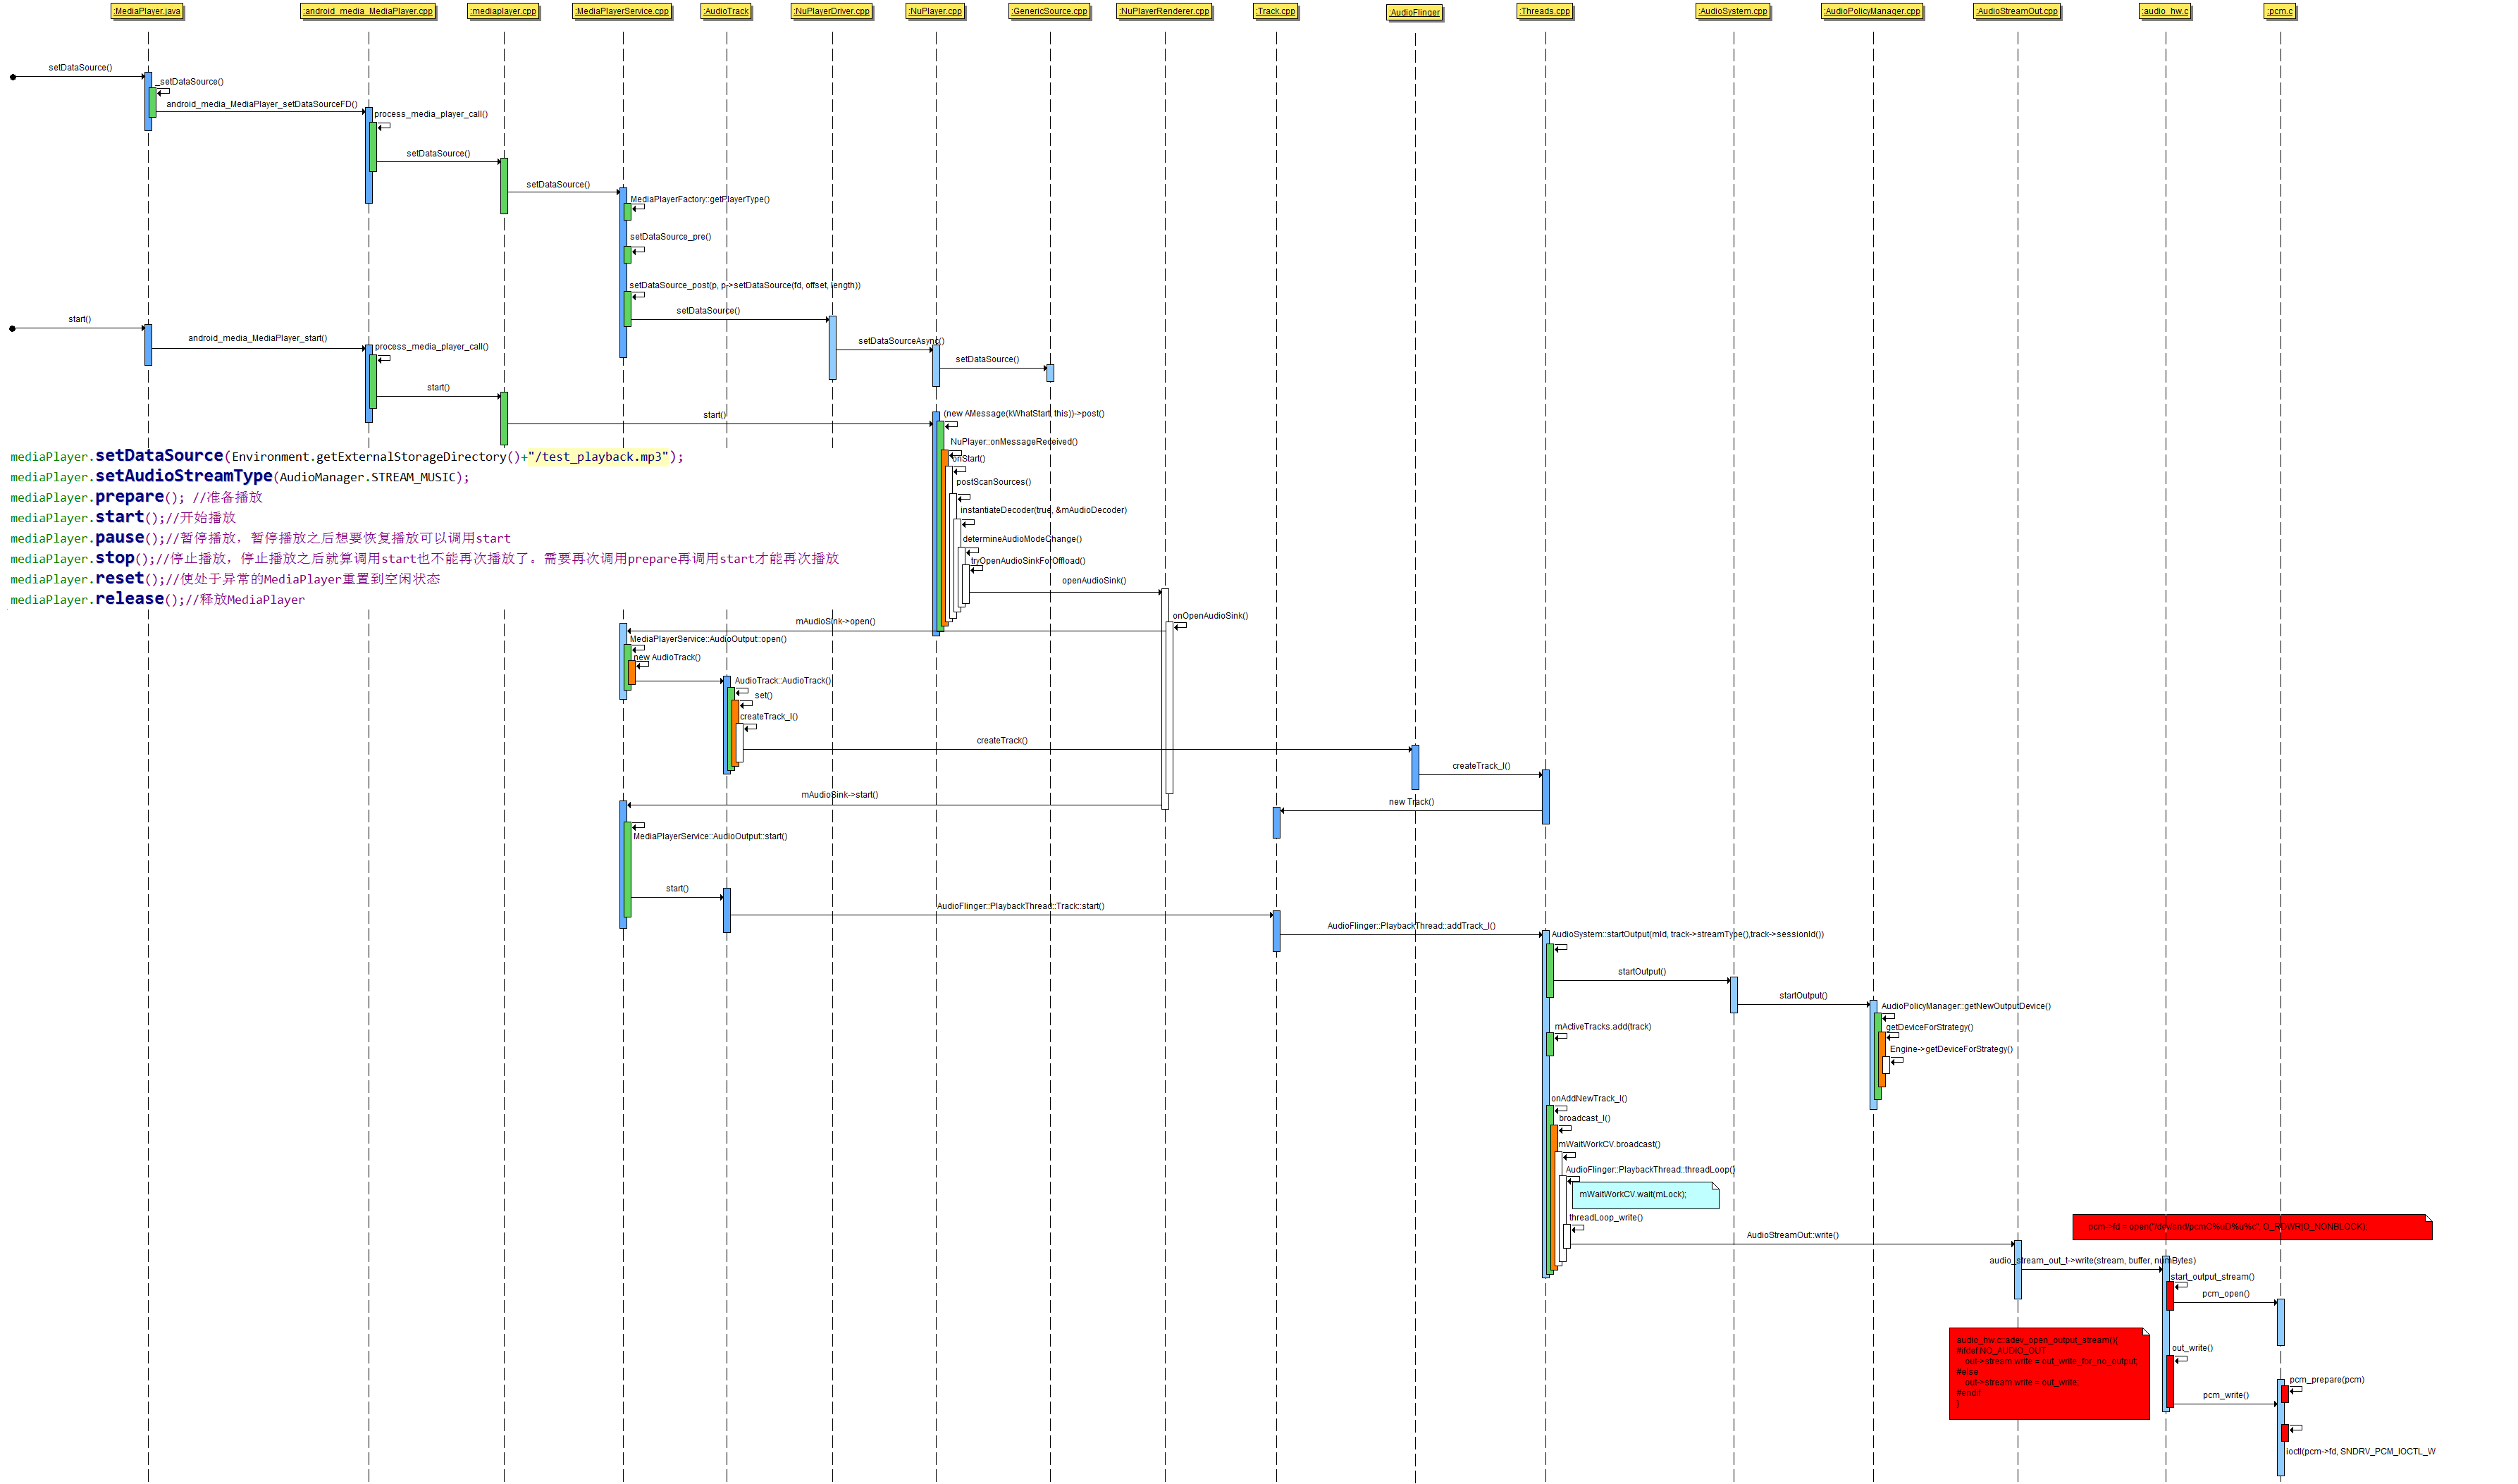 :MediaPlayer.java
:android_media_MediaPlayer.cpp
:mediaplayer.cpp
:MediaPlayerService.cpp
:AudioTrack
:NuPlayerDriver.cpp
:NuPlayer.cpp
:GenericSource.cpp
:NuPlayerRenderer.cpp
:Track.cpp
:AudioFlinger
:Threads.cpp
:AudioSystem.cpp
:AudioPolicyManager.cpp
:AudioStreamOut.cpp
:audio_hw.c
:pcm.c
setDataSource()
_setDataSource()
android_media_MediaPlayer_setDataSourceFD()
process_media_player_call()
setDataSource()
setDataSource()
MediaPlayerFactory::getPlayerType()
setDataSource_pre()
setDataSource_post(p, p->setDataSource(fd, offset, length))
setDataSource()
start()
android_media_MediaPlayer_start()
process_media_player_call()
setDataSourceAsync()
setDataSource()
start()
start()
(new AMessage(kWhatStart, this))->post()
NuPlayer::onMessageReceived()
onStart()
postScanSources()
instantiateDecoder(true, &mAudioDecoder)
determineAudioModeChange()
tryOpenAudioSinkForOffload()
openAudioSink()
mediaPlayer.setDataSource(Environment.getExternalStorageDirectory()+"/test_playback.mp3");
mediaPlayer.setAudioStreamType(AudioManager.STREAM_MUSIC);
mediaPlayer.prepare(); //准备播放
mediaPlayer.start();//开始播放
mediaPlayer.pause();//暂停播放，暂停播放之后想要恢复播放可以调用start
mediaPlayer.stop();//停止播放，停止播放之后就算调用start也不能再次播放了。需要再次调用prepare再调用start才能再次播放
mediaPlayer.reset();//使处于异常的MediaPlayer重置到空闲状态
mediaPlayer.release();//释放MediaPlayer
onOpenAudioSink()
mAudioSink->open()
MediaPlayerService::AudioOutput::open()
new AudioTrack()
AudioTrack::AudioTrack()
set()
createTrack_l()
createTrack()
createTrack_l()
mAudioSink->start()
new Track()
MediaPlayerService::AudioOutput::start()
start()
AudioFlinger::PlaybackThread::Track::start()
AudioFlinger::PlaybackThread::addTrack_l()
AudioSystem::startOutput(mId, track->streamType(),track->sessionId())
startOutput()
startOutput()
AudioPolicyManager::getNewOutputDevice()
mActiveTracks.add(track)
getDeviceForStrategy()
Engine->getDeviceForStrategy()
onAddNewTrack_l()
broadcast_l()
mWaitWorkCV.broadcast()
AudioFlinger::PlaybackThread::threadLoop()
mWaitWorkCV.wait(mLock);
threadLoop_write()
AudioStreamOut::write()
pcm->fd = open("/dev/snd/pcmC%uD%u%c", O_RDWR|O_NONBLOCK);
audio_stream_out_t->write(stream, buffer, numBytes)
start_output_stream()
pcm_open()
audio_hw.c::adev_open_output_stream(){
#ifdef NO_AUDIO_OUT
out->stream.write = out_write_for_no_output;
#else
out->stream.write = out_write;
#endif
}
out_write()
pcm_prepare(pcm)
pcm_write()
ioctl(pcm->fd, SNDRV_PCM_IOCTL_W